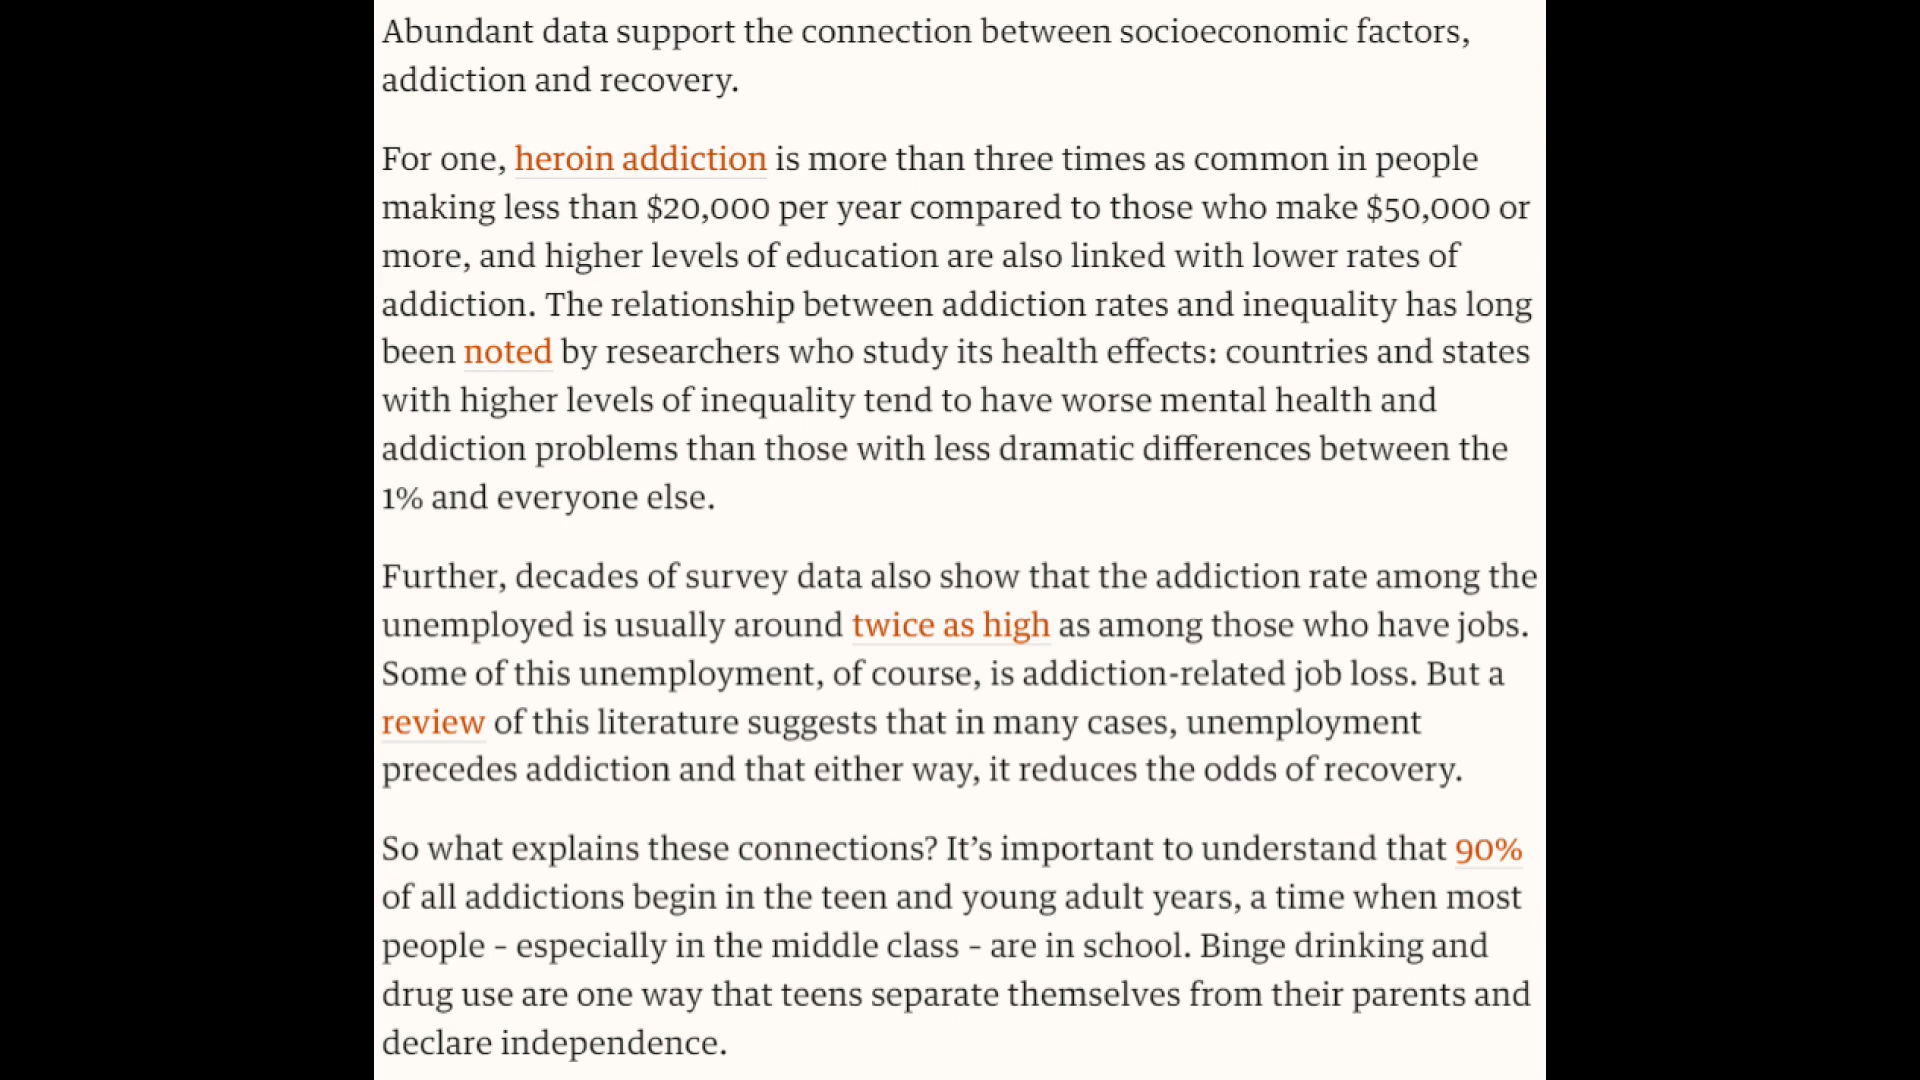 Abundant data support the connection between socioeconomic factors,
addiction and recovery.
For one, heroin addiction is more than three times as common in people
making less than $20,000 per year compared to those who make $50,000 or
more, and higher levels of education are also linked with lower rates of
addiction. The relationship between addiction rates and inequality has long
been noted by researchers who study its health effects: countries and states
with higher levels of inequality tend to have worse mental health and
addiction problems than those with less dramatic differences between the
1% and everyone else.
Further, decades of survey data also show that the addiction rate among the
unemployed is usually around twice as high as among those who have jobs.
Some of this unemployment, of course, is addiction-related job loss. But a
review of this literature suggests that in many cases, unemployment
precedes addiction and that either way, it reduces the odds of recovery.
So what explains these connections? It’s important to understand that 90%
of all addictions begin in the teen and young adult years, a time when most
people – especially in the middle class – are in school. Binge drinking and
drug use are one way that teens separate themselves from their parents and
declare independence.